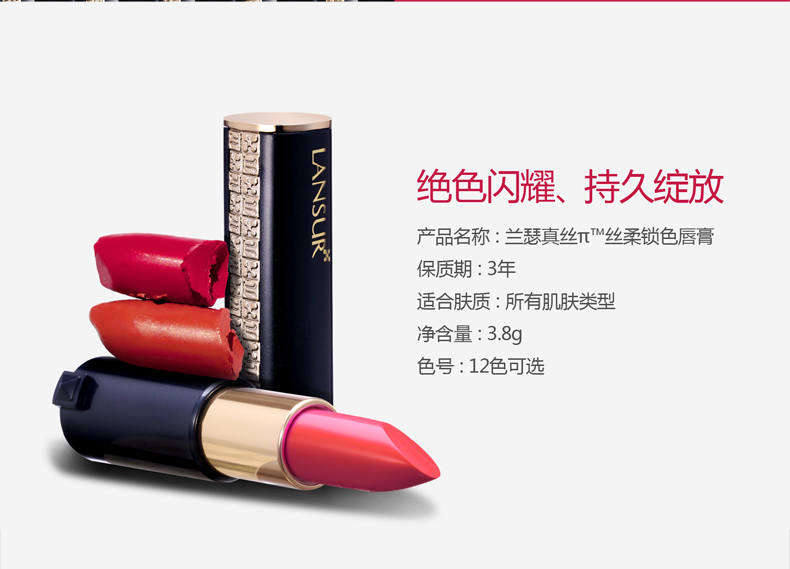 LANSUR
绝色闪耀、持久绽放
产品名称：兰瑟真丝π™丝柔锁色唇膏
保质期：3年
适合肤质：所有肌肤类型
净含量：3.8g
色号：12色可选